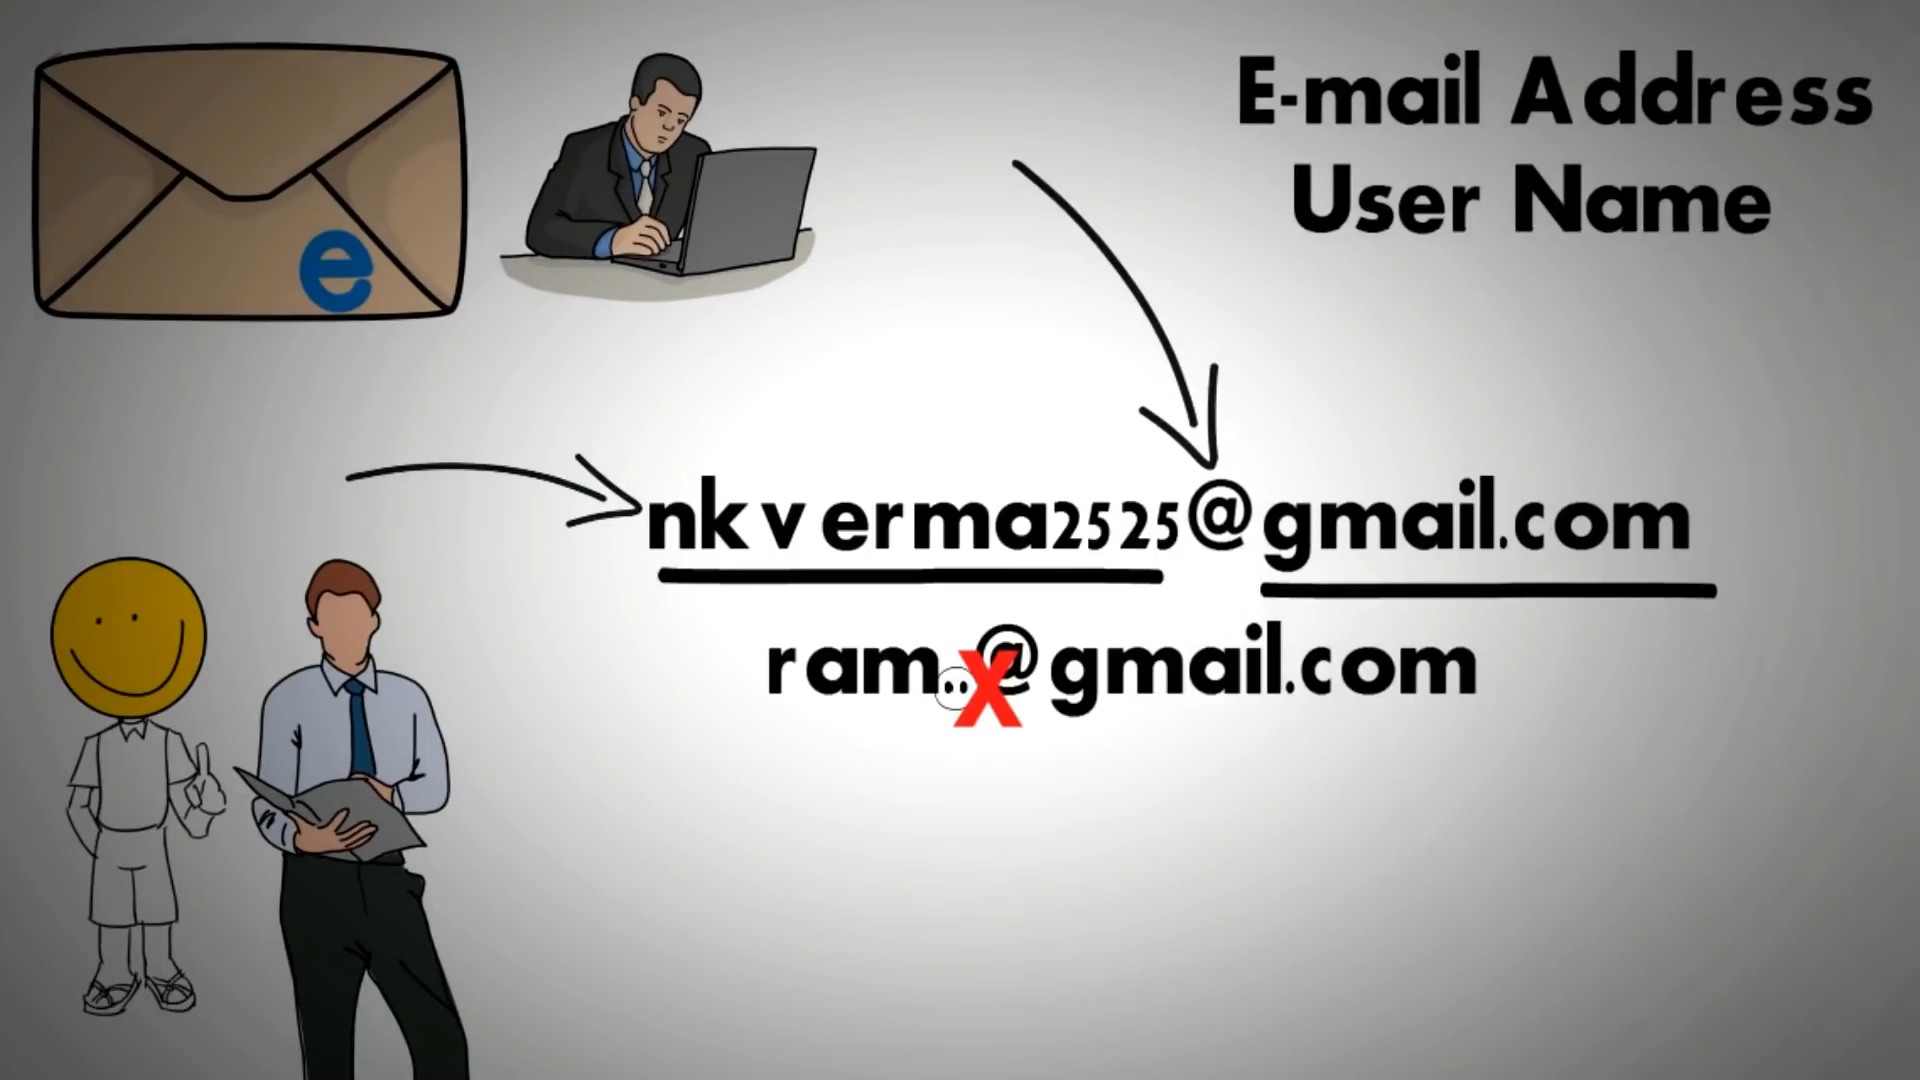 E-mail Address
User Name
e
nkverma2525@gmail.com
ram..@gmail.com
X